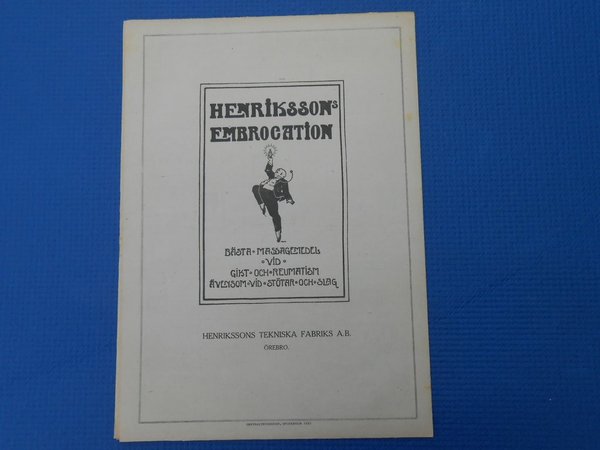 HENRIKSSONS
EMBROCATION
BÄSTA MASSAGEMEDEL
VID
GIKT OCH REUMATISM
ÄVENSOM VID STÖTAR OCH SLAG
HENRIKSSONS TEKNISKA FABRIKS A.B.
ÖREBRO.